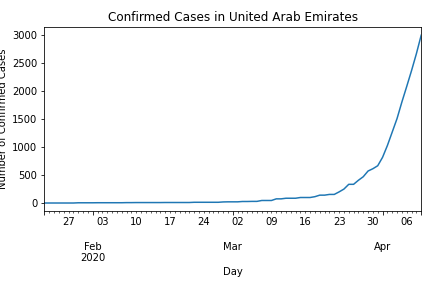 Confirmed Cases in United Arab Emirates
Number of Confirmed Cases
3000
2500
2000
1500
1000
500
0
27 03 10 17 24 02 09 16 23 30 06
Feb Mar Apr
2020
Day